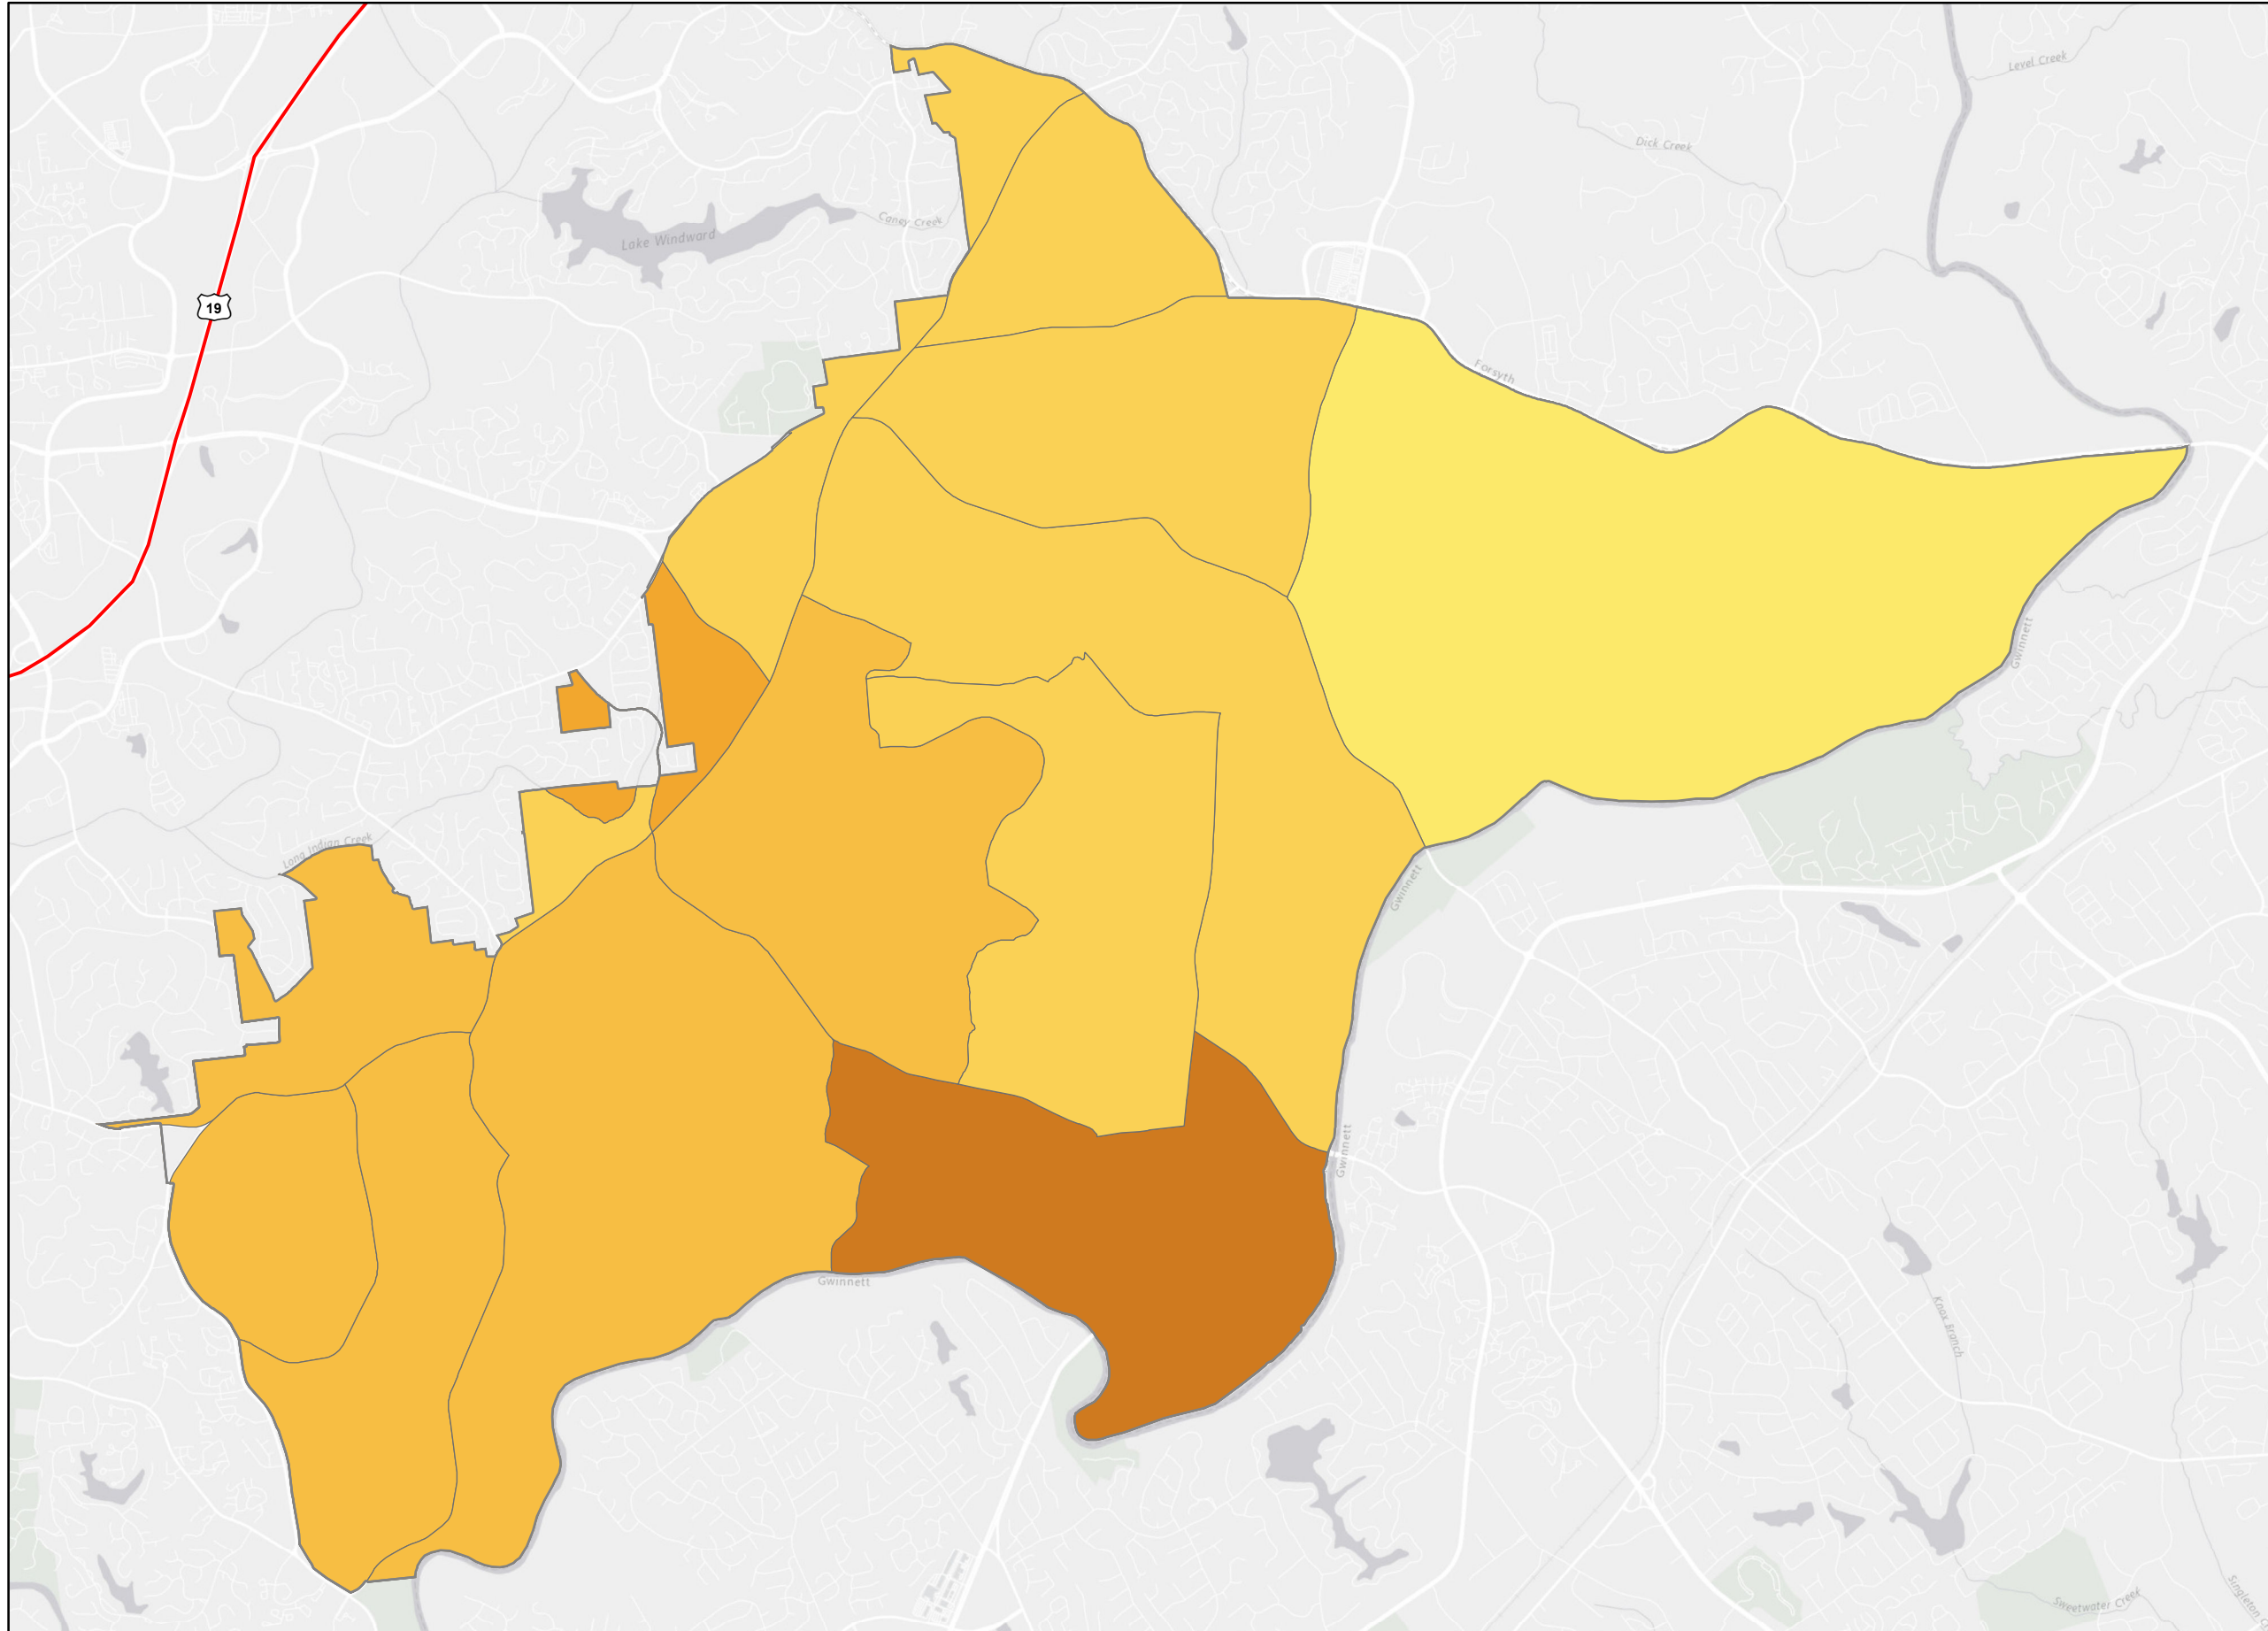 Level Creek
Dick Creek
Caney Creek
Lake Windward
19
Forsyth
Gwinnett
Long Indian Creek
Gwinnett
Gwinnett
Gwinnett
Knox Branch
Sweetwater Creek